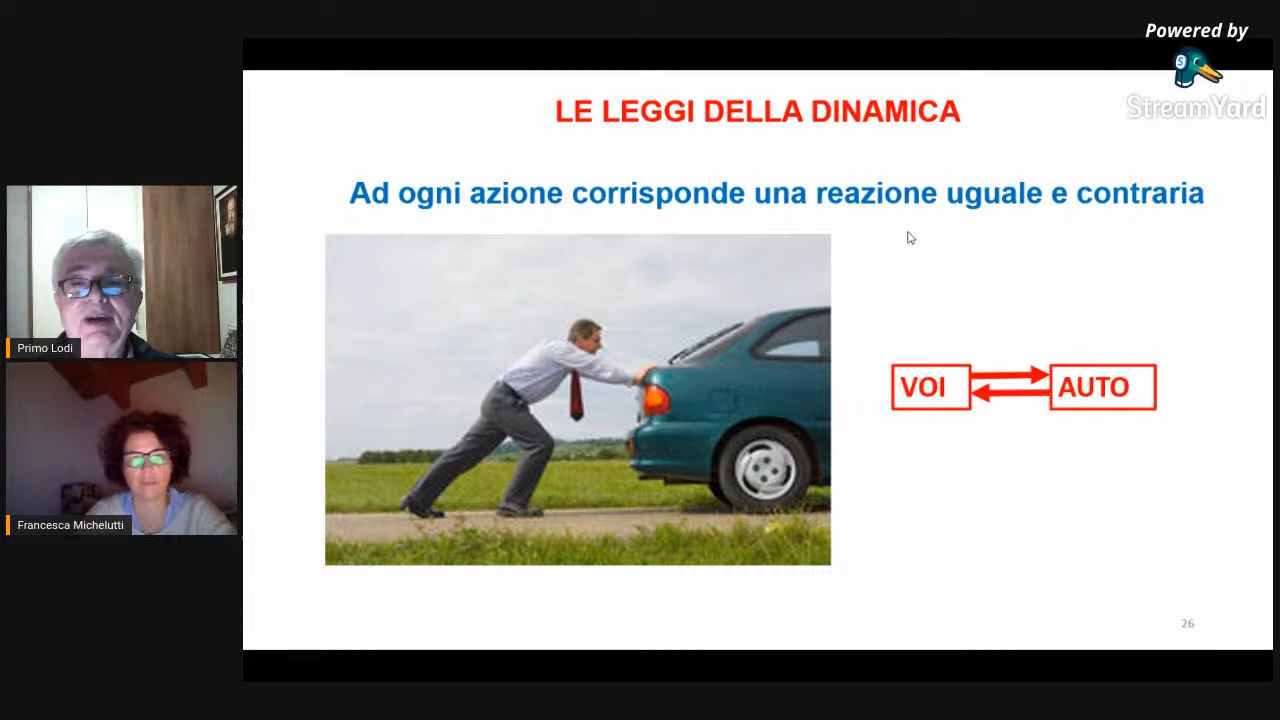 Powered by
StreamYard
LE LEGGI DELLA DINAMICA
Ad ogni azione corrisponde una reazione uguale e contraria
VOI
AUTO
Primo Lodi
Francesca Michelutti
26